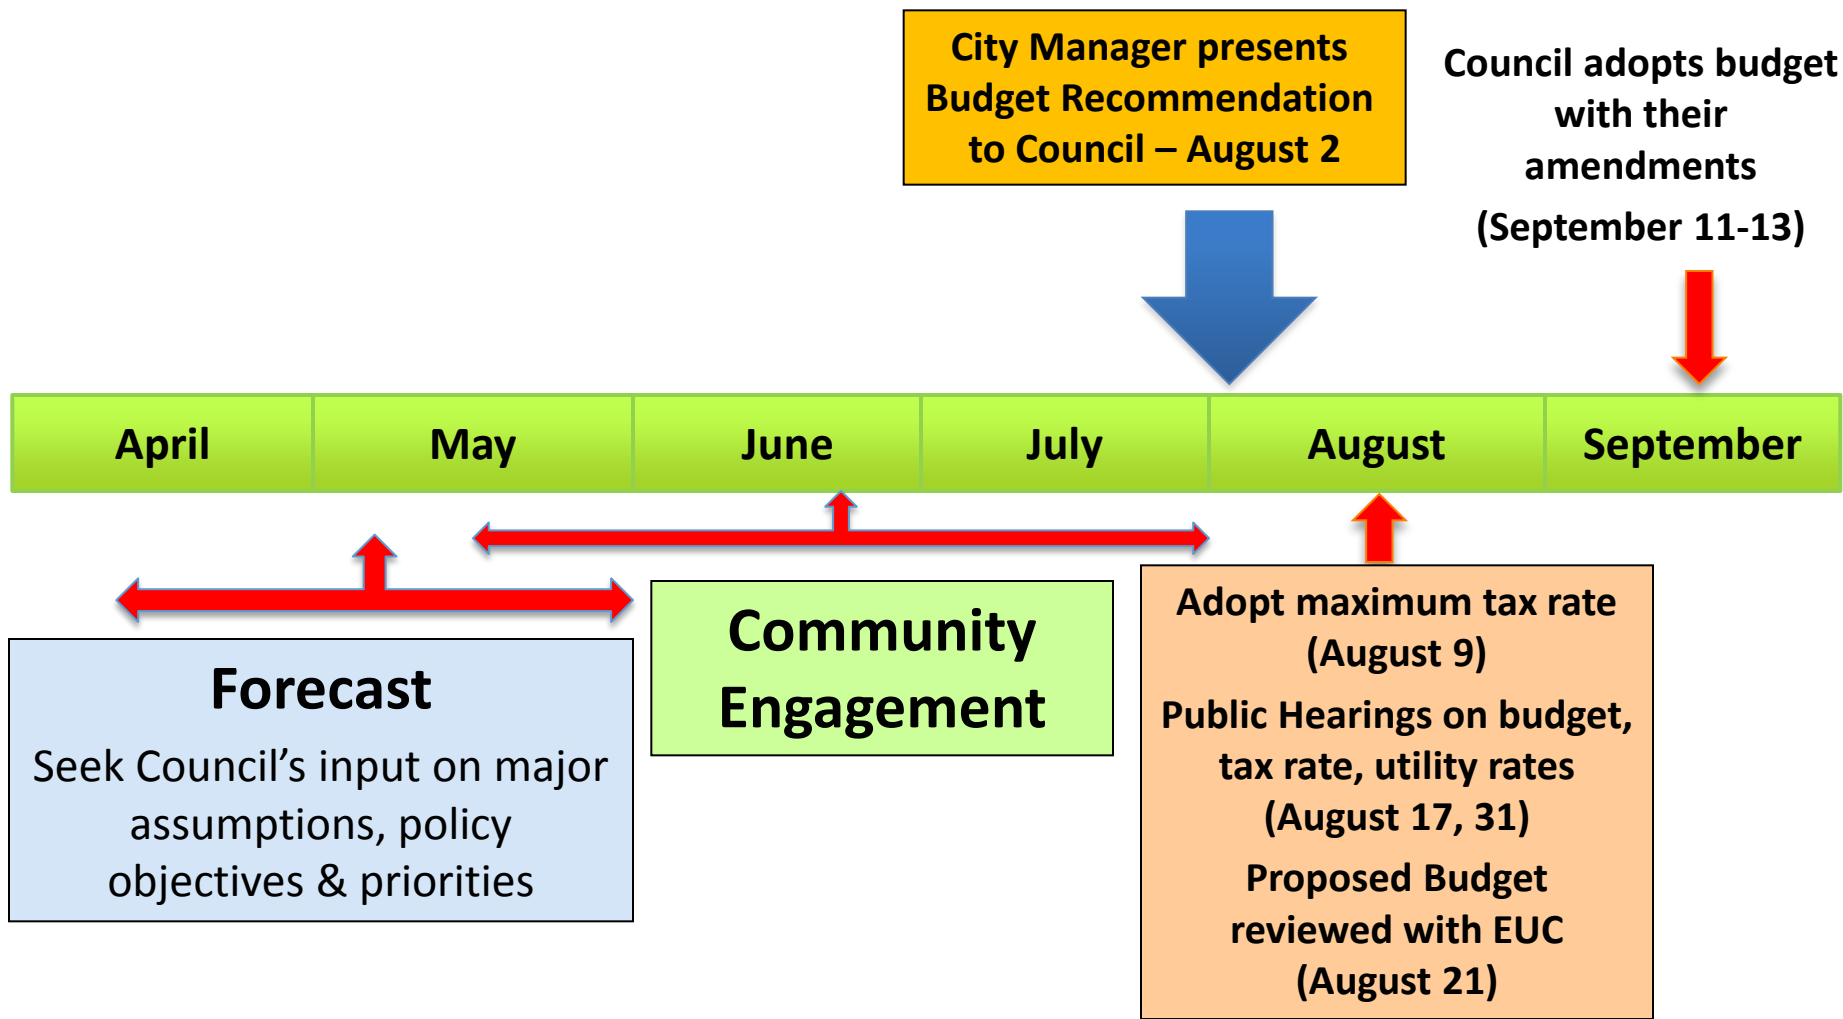 City Manager presents
Budget Recommendation
to Council – August 2
Council adopts budget
with their
amendments
(September 11-13)
April
May
June
July
August
September
Forecast
Seek Council’s input on major
assumptions, policy
objectives & priorities
Community
Engagement
Adopt maximum tax rate
(August 9)
Public Hearings on budget,
tax rate, utility rates
(August 17, 31)
Proposed Budget
reviewed with EUC
(August 21)